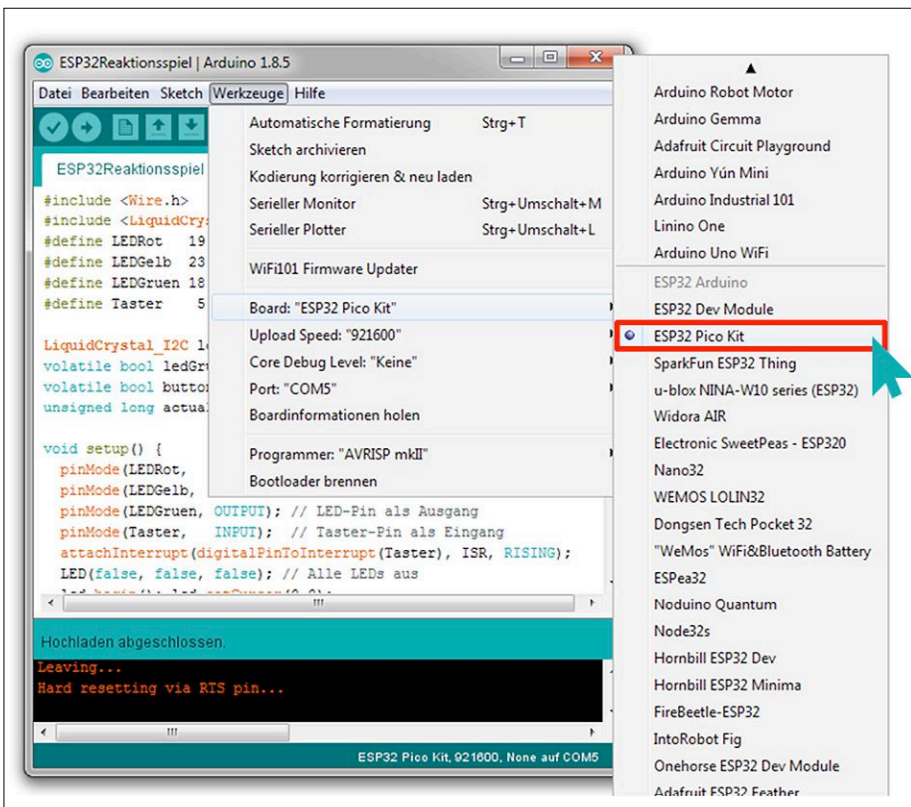 ESP32Reaktionsspiel | Arduino 1.8.5
Datei Bearbeiten Sketch Werkzeuge Hilfe
ESP32Reaktionsspiel
#include <Wire.h>
#include <LiquidCry
#define LEDRot 19
#define LEDGelb 23
#define LEDGruen 18
#define Taster 5
LiquidCrystal_I2C l
volatile bool ledGr
volatile bool butto
unsigned long actual
void setup() {
pinMode(LEDRot,
pinMode(LEDGelb,
pinMode(LEDGruen, OUTPUT); // LED-Pin als Ausgang
pinMode(Taster, INPUT); // Taster-Pin als Eingang
attachInterrupt(digitalPinToInterrupt(Taster), ISR, RISING);
LED(false, false, false); // Alle LEDs aus
Hochladen abgeschlossen.
Leaving...
Hard resetting via RTS pin...
ESP32 Pico Kit, 921600, None auf COM5
Automatische Formatierung Strg+T
Sketch archivieren
Kodierung korrigieren & neu laden
Serieller Monitor Strg+Umschalt+M
Serieller Plotter Strg+Umschalt+L
WiFi101 Firmware Updater
Board: "ESP32 Pico Kit"
Upload Speed: "921600"
Core Debug Level: "Keine"
Port: "COM5"
Boardinformationen holen
Programmer: "AVRISP mkII"
Bootloader brennen
Arduino Robot Motor
Arduino Gemma
Adafruit Circuit Playground
Arduino Yún Mini
Arduino Industrial 101
Linino One
Arduino Uno WiFi
ESP32 Arduino
ESP32 Dev Module
ESP32 Pico Kit
SparkFun ESP32 Thing
u-blox NINA-W10 series (ESP32)
Widora AIR
Electronic SweetPeas - ESP320
Nano32
WEMOS LOLIN32
Dongsen Tech Pocket 32
"WeMos" WiFi&Bluetooth Battery
ESPea32
Noduino Quantum
Node32s
Hornbill ESP32 Dev
Hornbill ESP32 Minima
FireBeetle-ESP32
IntoRobot Fig
Onehorse ESP32 Dev Module
Adafruit ESP32 Feather